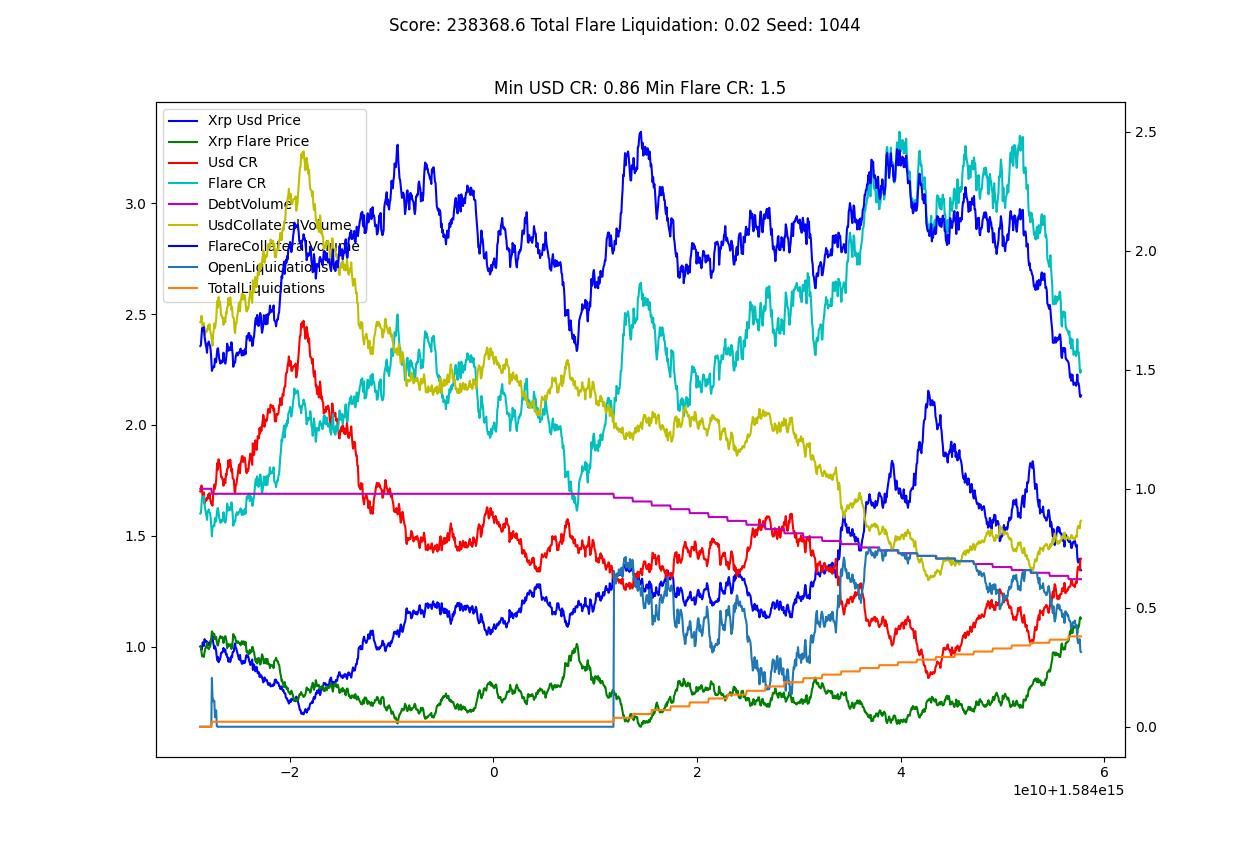 Score: 238368.6 Total Flare Liquidation: 0.02 Seed: 1044
Min USD CR: 0.86 Min Flare CR: 1.5
Xrp Usd Price
Xrp Flare Price
Usd CR
Flare CR
DebtVolume
UsdCollateralVolume
FlareCollateralVolume
OpenLiquidations
TotalLiquidations
3.0
2.5
2.0
1.5
1.0
2.5
2.0
1.5
1.0
0.5
0.0
−2
0
2
4
6
1e10+1.584e15